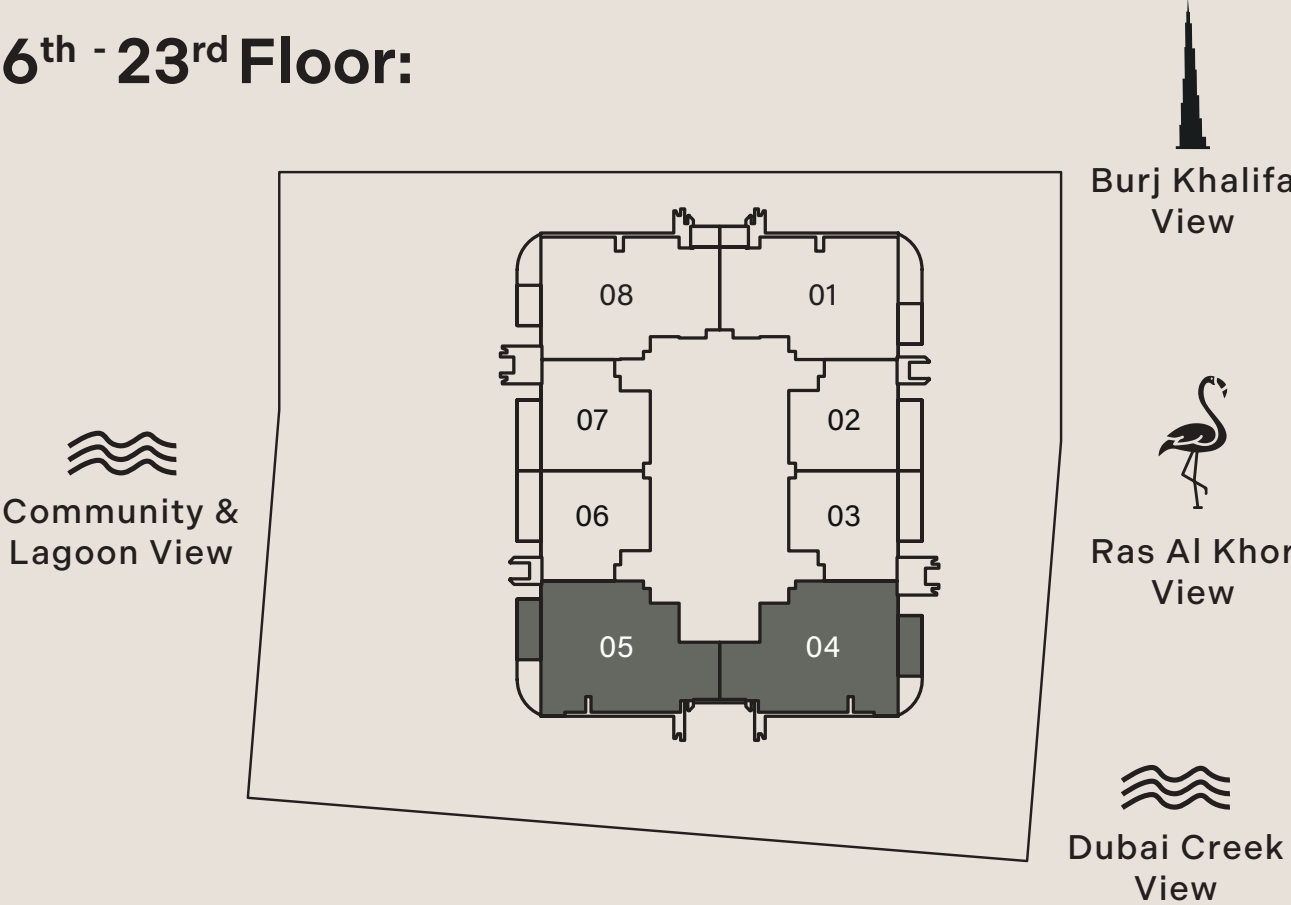 6th - 23rd Floor:
Burj Khalifa
View
08
01
07
02
Community &
Lagoon View
06
03
Ras Al Khor
View
05
04
Dubai Creek
View